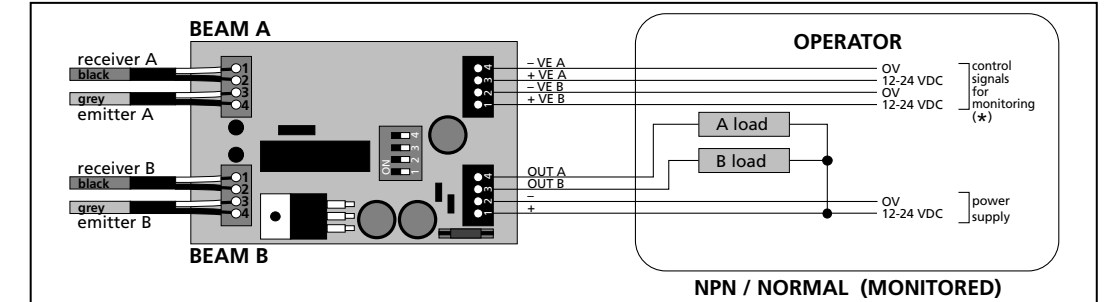 BEAM A
receiver A
black
grey
emitter A
1
2
3
4
receiver B
black
grey
emitter B
1
2
3
4
BEAM B
ON
1 2 3 4
4
3
2
1
4
3
2
1
– VE A
+ VE A
– VE B
+ VE B
OUT A
OUT B
–
+
OPERATOR
0V
12-24 VDC
0V
12-24 VDC
control
signals
for
monitoring
(*)
A load
B load
0V
12-24 VDC
power
supply
NPN / NORMAL (MONITORED)